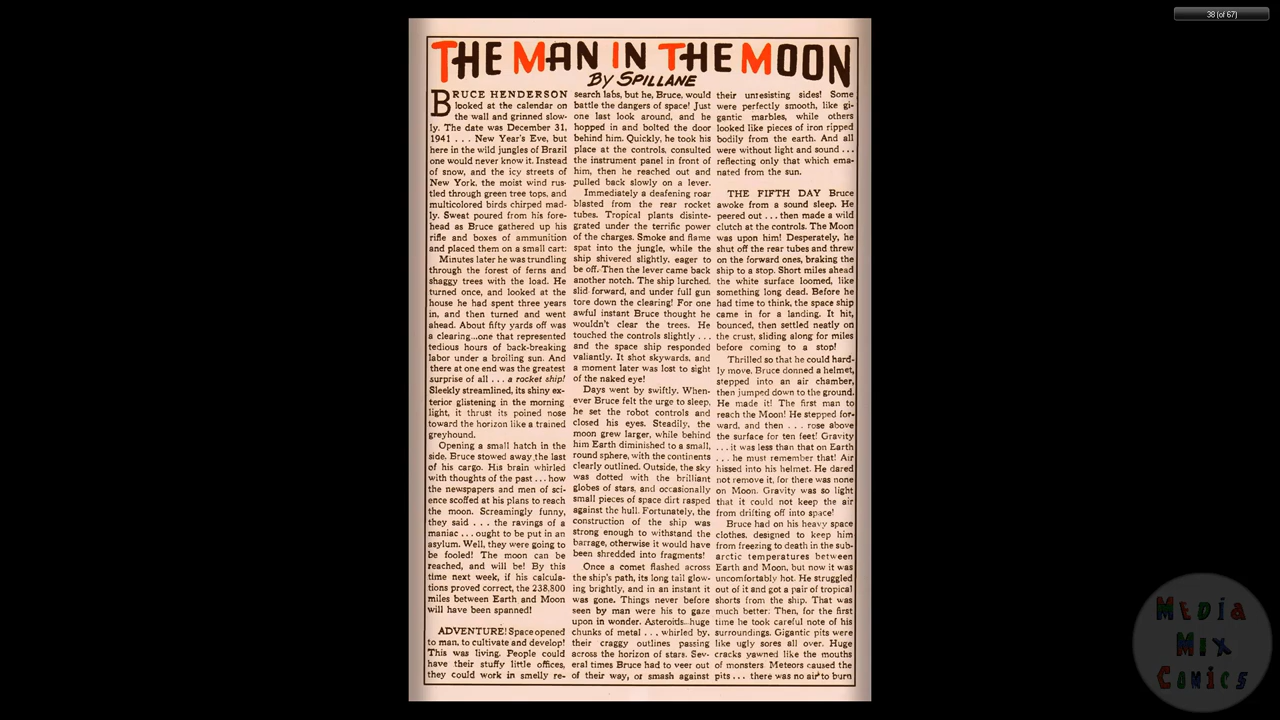 38 (of 67)
THE MAN IN THE MOON
By SPILLANE
BRUCE HENDERSON
looked at the calendar on
the wall and grinned slow-
ly. The date was December 31,
1941 . . . New Year's Eve, but
here in the wild jungles of Brazil
one would never know it. Instead
of snow, and the icy streets of
New York, the moist wind rus-
tled through green tree tops, and
multicolored birds chirped mad-
ly. Sweat poured from his fore-
head as Bruce gathered up his
rifle and boxes of ammunition
and placed them on a small cart.
Minutes later he was trundling
through the forest of ferns and
shaggy trees with the load. He
turned once, and looked at the
house he had spent three years
in, and then turned and went
ahead. About fifty yards off was
a clearing...one that represented
tedious hours of back-breaking
labor under a broiling sun. And
there at one end was the greatest
surprise of all . . . a rocket ship!
Sleekly streamlined, its shiny ex-
terior glistening in the morning
light, it thrust its poined nose
toward the horizon like a trained
greyhound.
Opening a small hatch in the
side, Bruce stowed away the last
of his cargo. His brain whirled
with thoughts of the past . . . how
the newspapers and men of sci-
ence scoffed at his plans to reach
the moon. Screamingly funny,
they said . . . the ravings of a
maniac . . . ought to be put in an
asylum. Well, they were going to
be fooled! The moon can be
reached, and will be! By this
time next week, if his calcula-
tions proved correct, the 238,800
miles between Earth and Moon
will have been spanned!
ADVENTURE! Space opened
to man, to cultivate and develop!
This was living. People could
have their stuffy little offices,
they could work in smelly re-
search labs, but he, Bruce, would
battle the dangers of space! Just
one last look around, and he
hopped in and bolted the door
behind him. Quickly, he took his
place at the controls, consulted
the instrument panel in front of
him, then he reached out and
pulled back slowly on a lever.
Immediately a deafening roar
blasted from the rear rocket
tubes. Tropical plants disinte-
grated under the terrific power
of the charges. Smoke and flame
spat into the jungle, while the
ship shivered slightly, eager to
be off. Then the lever came back
another notch. The ship lurched,
slid forward, and under full gun
tore down the clearing! For one
awful instant Bruce thought he
wouldn't clear the trees. He
touched the controls slightly . . .
and the space ship responded
valiantly. It shot skywards, and
a moment later was lost to sight
of the naked eye!
Days went by swiftly. When-
ever Bruce felt the urge to sleep,
he set the robot controls and
closed his eyes. Steadily, the
moon grew larger, while behind
him Earth diminished to a small,
round sphere, with the continents
clearly outlined. Outside, the sky
was dotted with the brilliant
globes of stars, and occasionally
small pieces of space dirt rasped
against the hull. Fortunately, the
construction of the ship was
strong enough to withstand the
barrage, otherwise it would have
been shredded into fragments!
Once a comet flashed across
the ship's path, its long tail glow-
ing brightly, and in an instant it
was gone. Things never before
seen by man were his to gaze
upon in wonder. Asteroids...huge
chunks of metal . . . whirled by,
their craggy outlines passing
across the horizon of stars. Sev-
eral times Bruce had to veer out
of their way, or smash against
their untesisting sides! Some
were perfectly smooth, like gi-
gantic marbles, while others
looked like pieces of iron ripped
bodily from the earth. And all
were without light and sound . . .
reflecting only that which ema-
nated from the sun.
THE FIFTH DAY Bruce
awoke from a sound sleep. He
peered out . . . then made a wild
clutch at the controls. The Moon
was upon him! Desperately, he
shut off the rear tubes and threw
on the forward ones, braking the
ship to a stop. Short miles ahead
the white surface loomed, like
something long dead. Before he
had time to think, the space ship
came in for a landing. It hit,
bounced, then settled neatly on
the crust, sliding along for miles
before coming to a stop!
Thrilled so that he could hard-
ly move, Bruce donned a helmet,
stepped into an air chamber,
then jumped down to the ground.
He made it! The first man to
reach the Moon! He stepped for-
ward, and then . . . rose above
the surface for ten feet! Gravity
. . . it was less than that on Earth
. . . he must remember that! Air
hissed into his helmet. He dared
not remove it, for there was none
on Moon. Gravity was so light
that it could not keep the air
from drifting off into space!
Bruce had on his heavy space
clothes, designed to keep him
from freezing to death in the sub-
arctic temperatures between
Earth and Moon, but now it was
uncomfortably hot. He struggled
out of it and got a pair of tropical
shorts from the ship. That was
much better. Then, for the first
time he took careful note of his
surroundings. Gigantic pits were
like ugly sores all over. Huge
cracks yawned like the mouths
of monsters. Meteors caused the
pits . . . there was no air to burn
MEDIA
MIX
COMICS